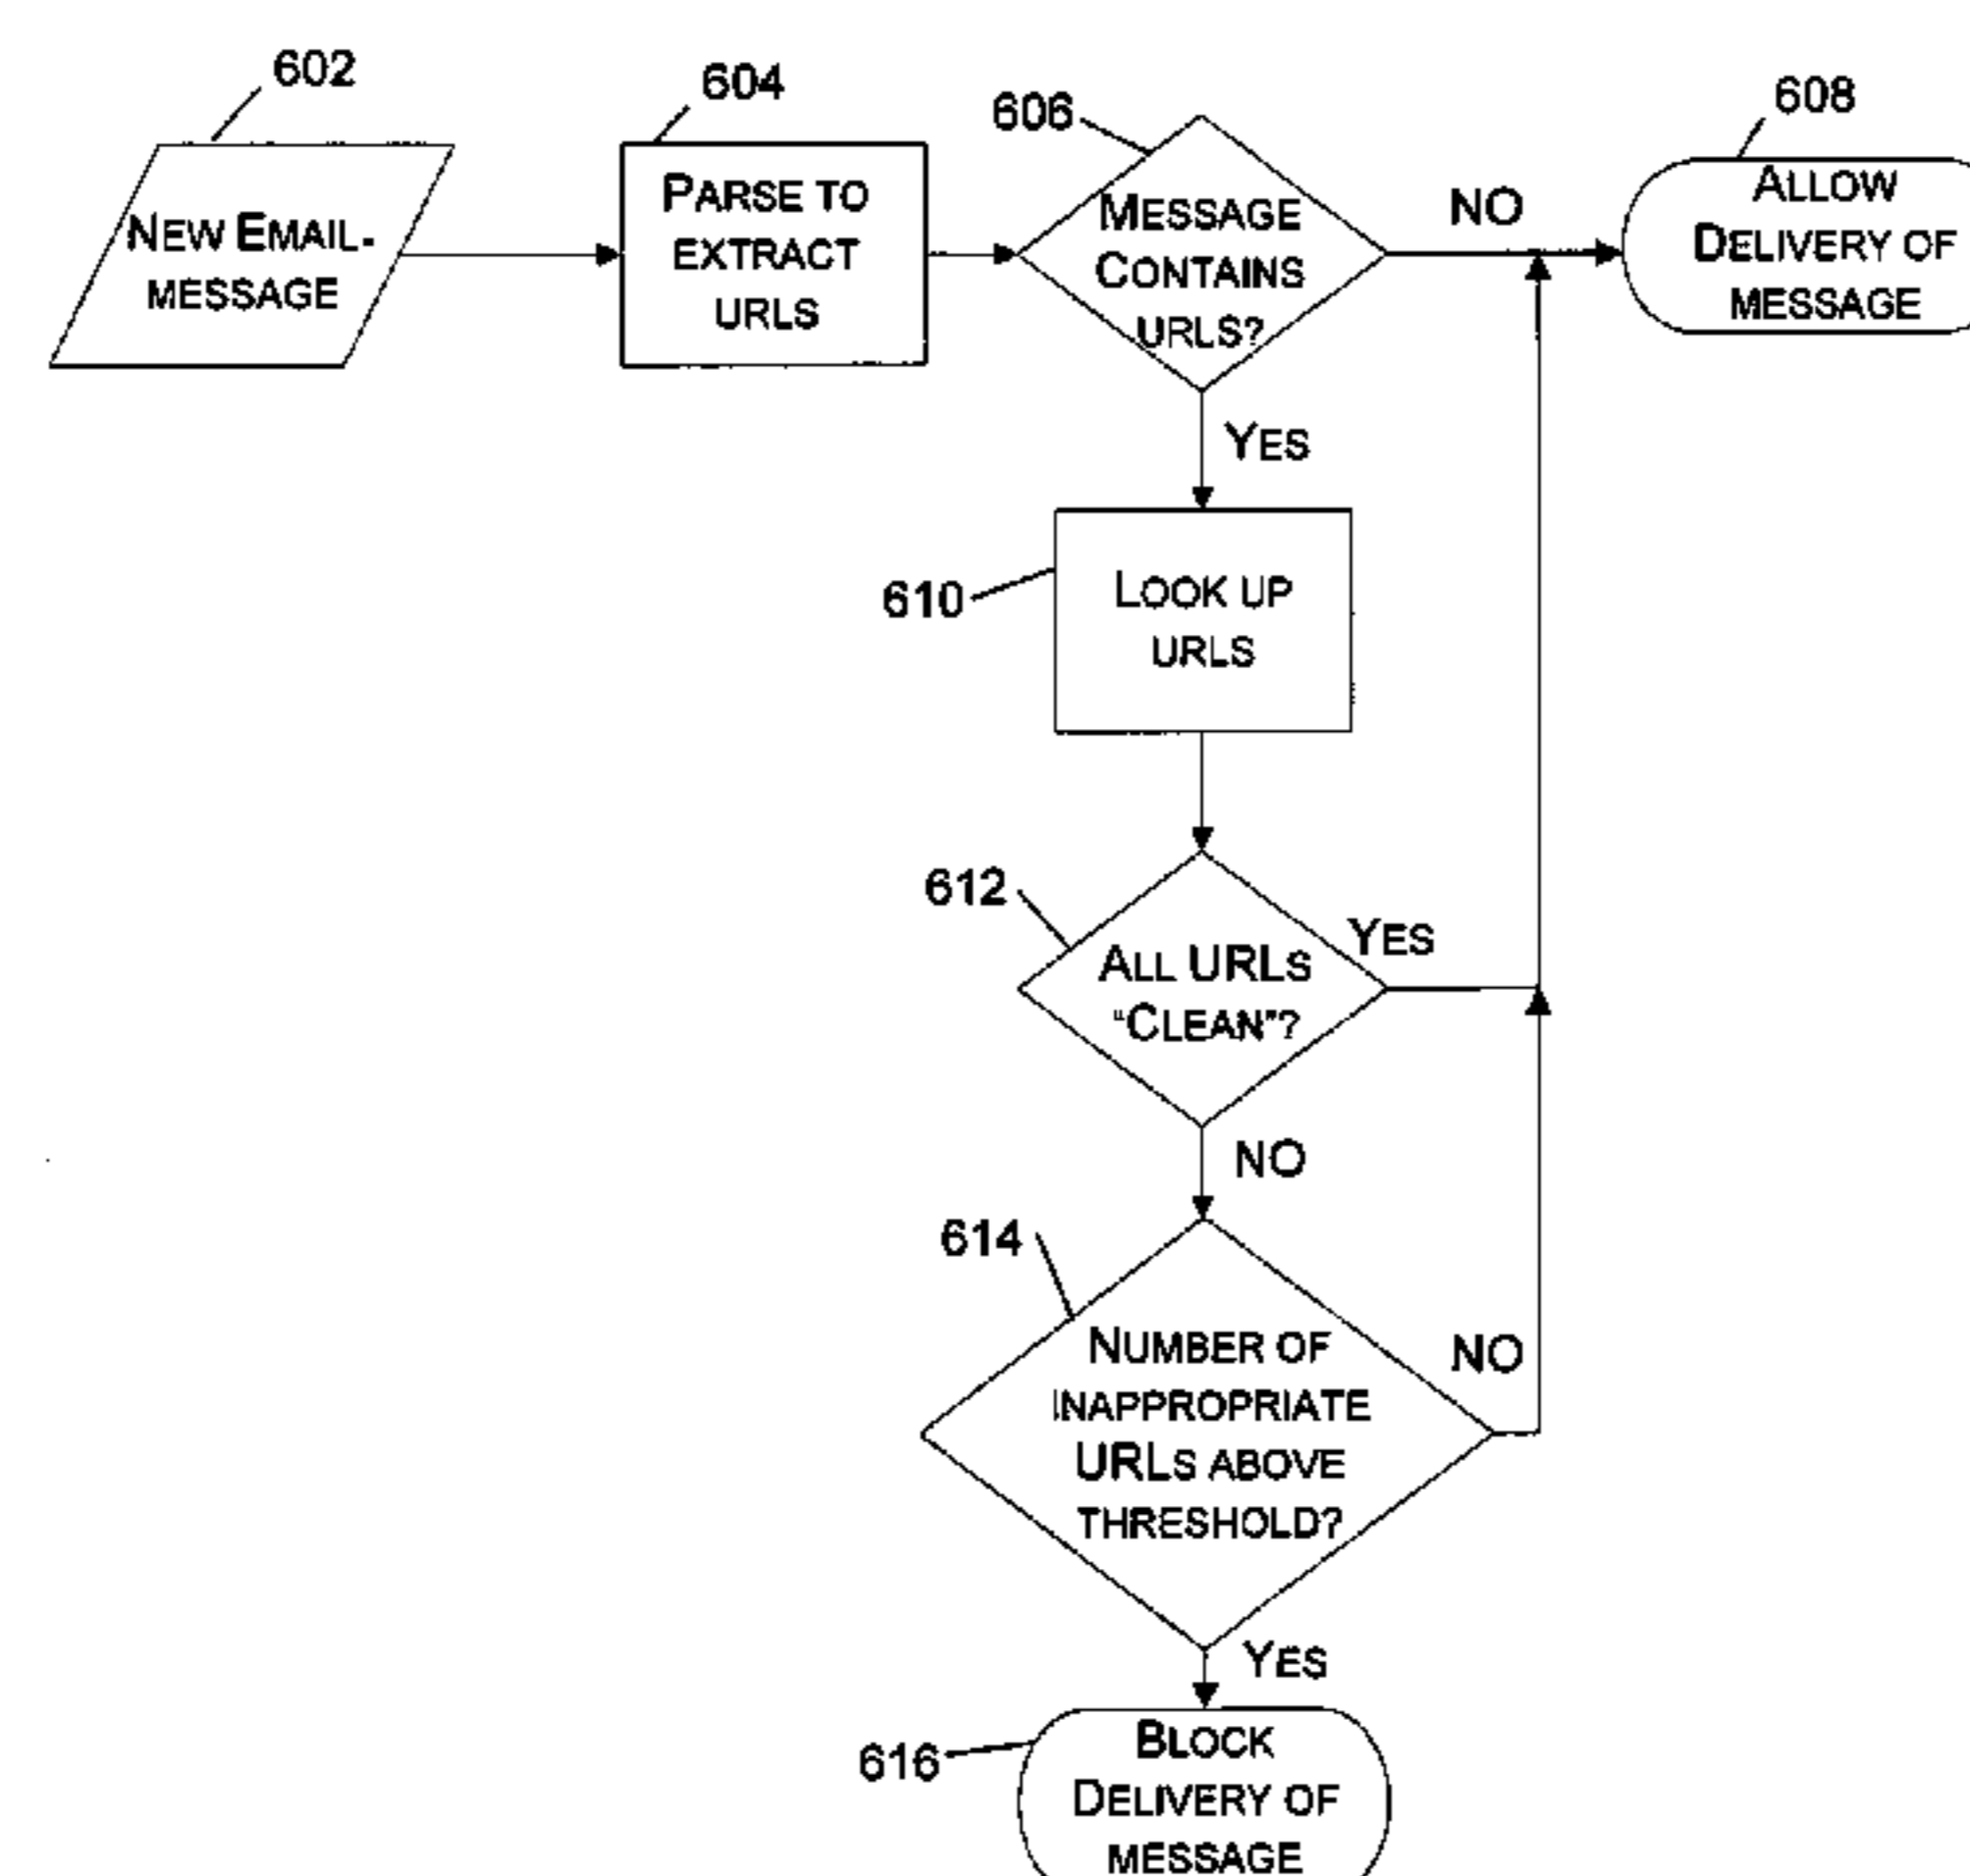 602
604
606
608
NEW EMAIL-
MESSAGE
PARSE TO
EXTRACT
URLS
MESSAGE
CONTAINS
URLS?
NO
ALLOW
DELIVERY OF
MESSAGE
YES
610
LOOK UP
URLS
612
ALL URLS
"CLEAN"?
YES
NO
614
NUMBER OF
INAPPROPRIATE
URLS ABOVE
THRESHOLD?
NO
YES
616
BLOCK
DELIVERY OF
MESSAGE